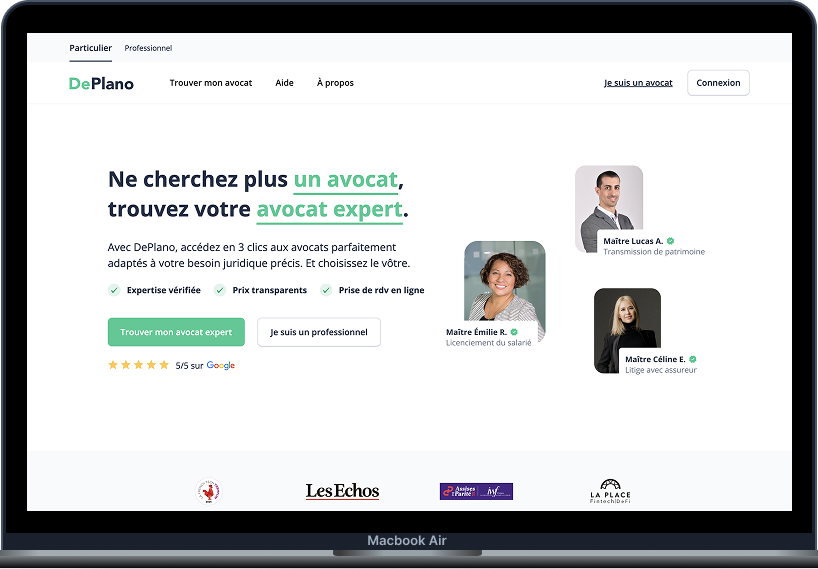 Particulier Professionnel
DePlano Trouver mon avocat Aide À propos Je suis un avocat Connexion
Ne cherchez plus un avocat,
trouvez votre avocat expert.
Avec DePlano, accédez en 3 clics aux avocats parfaitement
adaptés à votre besoin juridique précis. Et choisissez le vôtre.
Expertise vérifiée Prix transparents Prise de rdv en ligne
Trouver mon avocat expert Je suis un professionnel
5/5 sur Google
Maître Lucas A.
Transmission de patrimoine
Maître Émilie R.
Licenciement du salarié
Maître Céline E.
Litige avec assureur
Les Echos
Assises
Parité
LA PLACE
Fintech|DeFi
Macbook Air